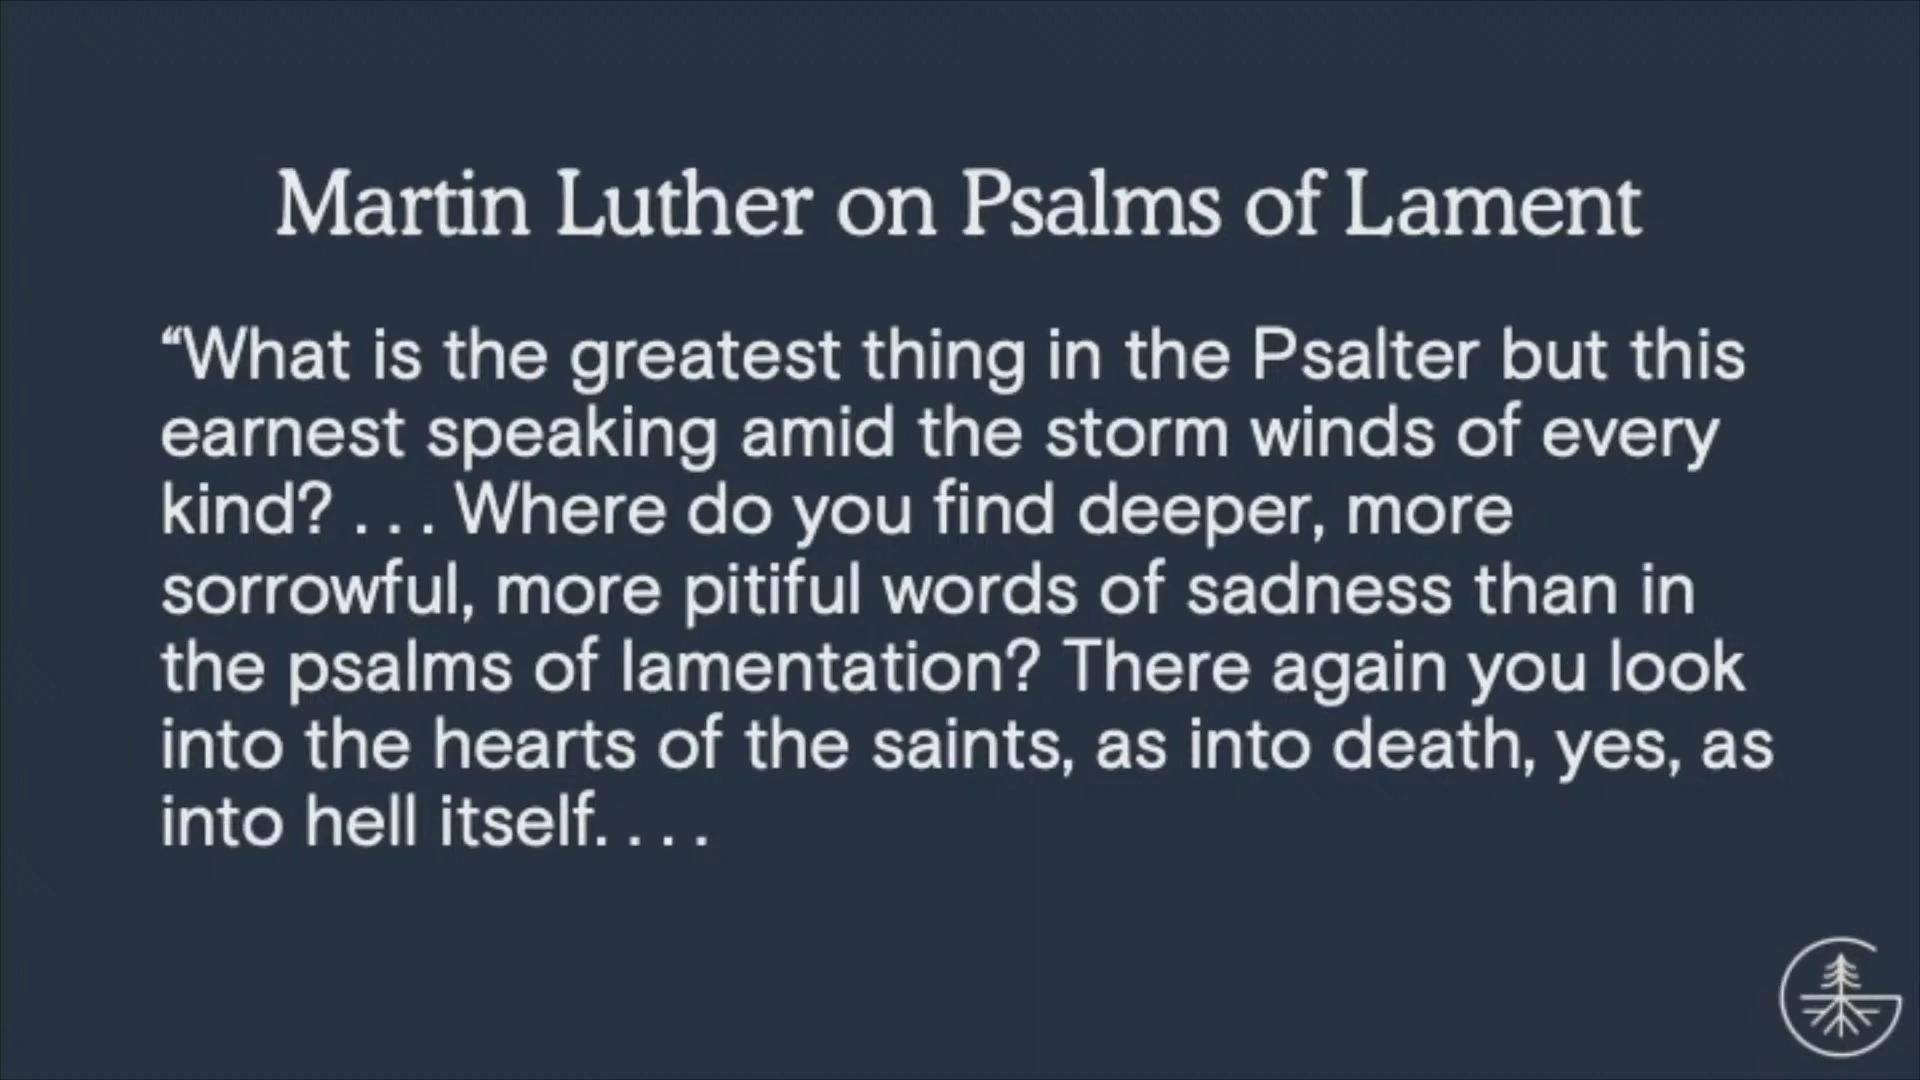 Martin Luther on Psalms of Lament
“What is the greatest thing in the Psalter but this
earnest speaking amid the storm winds of every
kind? . . . Where do you find deeper, more
sorrowful, more pitiful words of sadness than in
the psalms of lamentation? There again you look
into the hearts of the saints, as into death, yes, as
into hell itself. . . .